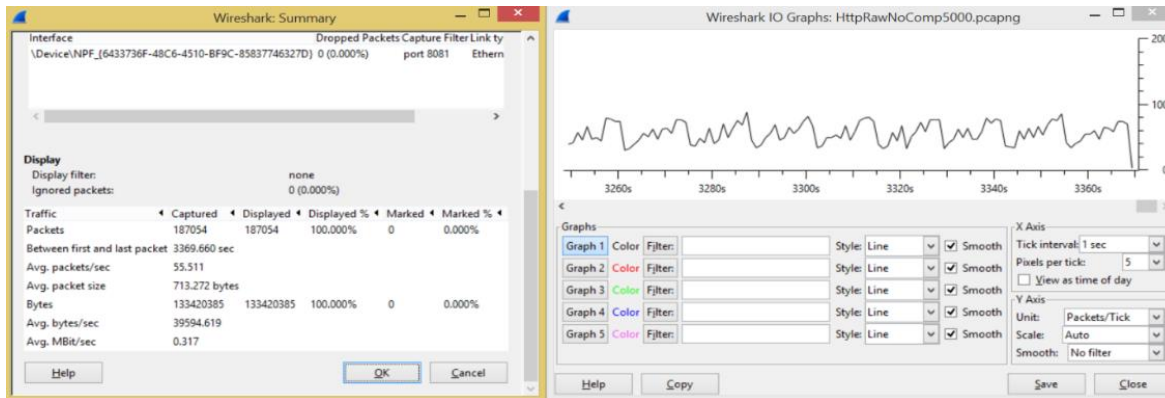 Wireshark: Summary
Interface Dropped Packets Capture Filter Link ty
\Device\NPF_{6433736F-48C6-4510-BF9C-85837746327D} 0 (0.000%) port 8081 Ethern
Display
Display filter: none
Ignored packets: 0 (0.000%)
Traffic Captured Displayed Displayed % Marked Marked %
Packets 187054 187054 100.000% 0 0.000%
Between first and last packet 3369.660 sec
Avg. packets/sec 55.511
Avg. packet size 713.272 bytes
Bytes 133420385 133420385 100.000% 0 0.000%
Avg. bytes/sec 39594.619
Avg. MBit/sec 0.317
Help OK Cancel
Wireshark IO Graphs: HttpRawNoComp5000.pcapng
200
100
0
3260s 3280s 3300s 3320s 3340s 3360s
Graphs
Graph 1 Color Filter: Style: Line Smooth
Graph 2 Color Filter: Style: Line Smooth
Graph 3 Color Filter: Style: Line Smooth
Graph 4 Color Filter: Style: Line Smooth
Graph 5 Color Filter: Style: Line Smooth
X Axis
Tick interval: 1 sec
Pixels per tick: 5
View as time of day
Y Axis
Unit: Packets/Tick
Scale: Auto
Smooth: No filter
Help Copy Save Close